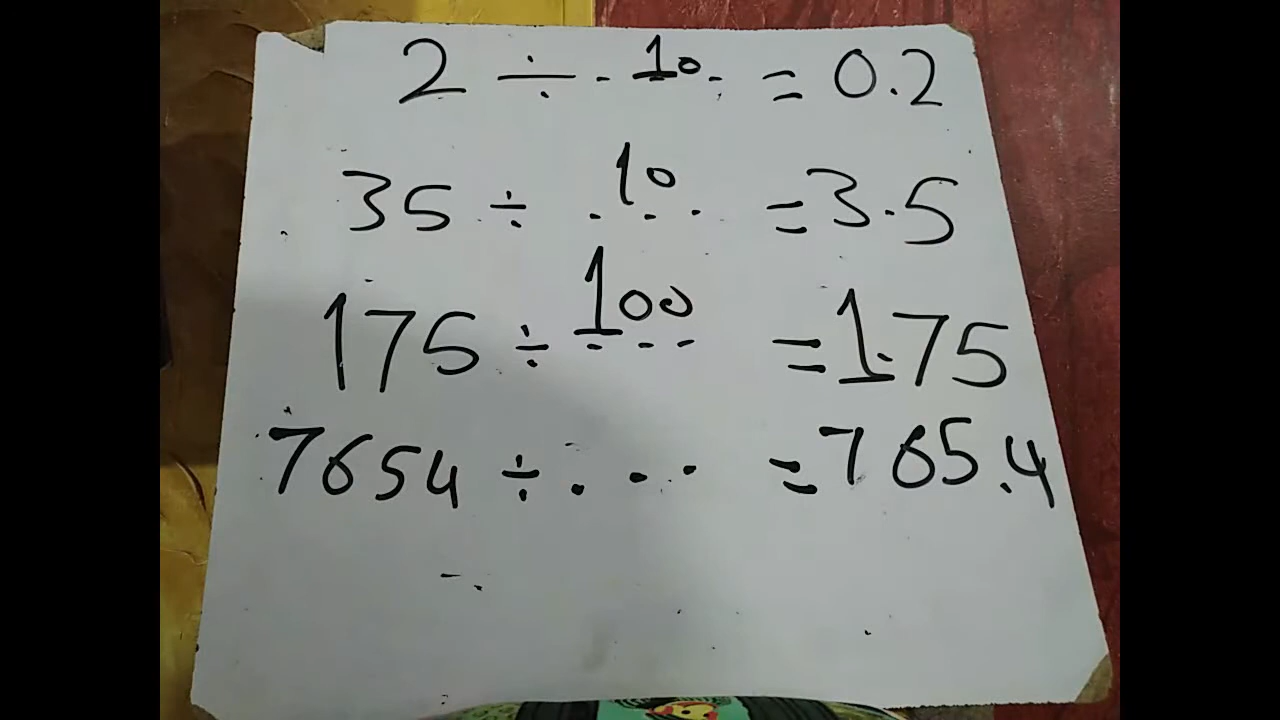 2 ÷ 10 = 0.2
35 ÷ 10 = 3.5
175 ÷ 100 = 1.75
7654 ÷ ... = 765.4